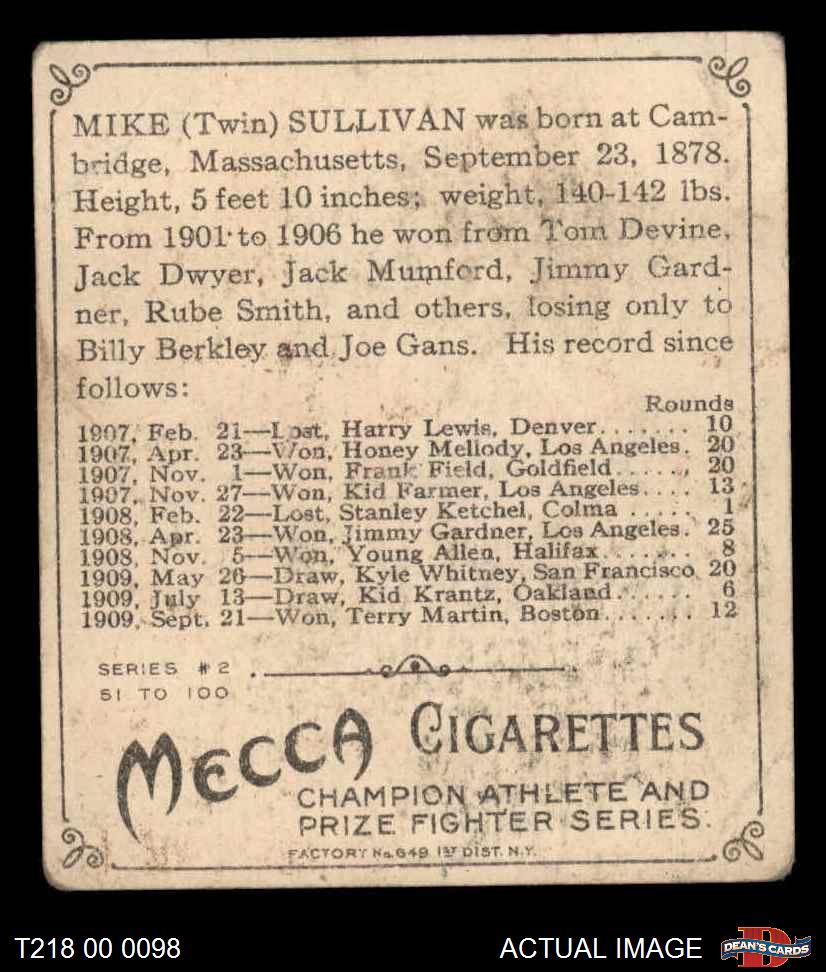 MIKE (Twin) SULLIVAN was born at Cam-
bridge, Massachusetts, September 23, 1878.
Height, 5 feet 10 inches; weight, 140-142 lbs.
From 1901 to 1906 he won from Tom Devine,
Jack Dwyer, Jack Mumford, Jimmy Gard-
ner, Rube Smith, and others, losing only to
Billy Berkley and Joe Gans. His record since
follows:
Rounds
1907, Feb. 21—Lost, Harry Lewis, Denver....... 10
1907, Apr. 23—Won, Honey Mellody, Los Angeles. 20
1907, Nov. 1—Won, Frank Field, Goldfield...... 20
1907, Nov. 27—Won, Kid Farmer, Los Angeles.... 13
1908, Feb. 22—Lost, Stanley Ketchel, Colma ..... 1
1908, Apr. 23—Won, Jimmy Gardner, Los Angeles. 25
1908, Nov. 5—Won, Young Allen, Halifax....... 8
1909, May 26—Draw, Kyle Whitney, San Francisco 20
1909, July 13—Draw, Kid Krantz, Oakland....... 6
1909, Sept. 21—Won, Terry Martin, Boston....... 12
SERIES #2
51 TO 100
MECCA CIGARETTES
CHAMPION ATHLETE AND
PRIZE FIGHTER SERIES.
FACTORY No. 649 1ST DIST. N.Y.
T218 00 0098 ACTUAL IMAGE DEAN'S CARDS